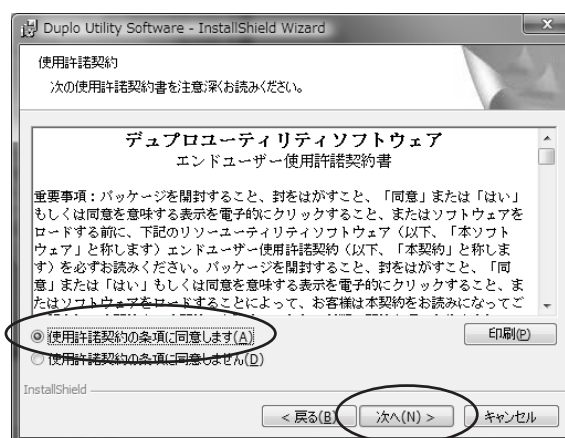 Duplo Utility Software - InstallShield Wizard
使用許諾契約
次の使用許諾契約書を注意深くお読みください。
デュプロユーティリティソフトウェア
エンドユーザー使用許諾契約書
重要事項：パッケージを開封すること、封をはがすこと、「同意」または「はい」
もしくは同意を意味する表示を電子的にクリックすること、またはソフトウェアを
ロードする前に、下記のリソーユーティリティソフトウェア（以下、「本ソフト
ウェア」と称します）エンドユーザー使用許諾契約（以下、「本契約」と称しま
す）を必ずお読みください。パッケージを開封すること、封をはがすこと、「同
意」または「はい」もしくは同意を意味する表示を電子的にクリックすること、ま
たはソフトウェアをロードすることによって、お客様は本契約をお読みになってご
使用許諾契約の条項に同意します(A)
印刷(P)
使用許諾契約の条項に同意しません(D)
InstallShield
< 戻る(B)
次へ(N) >
キャンセル